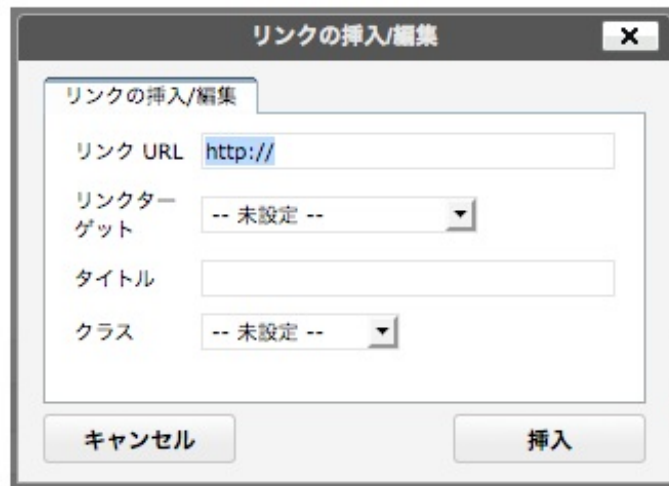 リンクの挿入/編集
リンクの挿入/編集
リンク URL http://
リンクター
ゲット
-- 未設定 --
タイトル
クラス -- 未設定 --
キャンセル 挿入